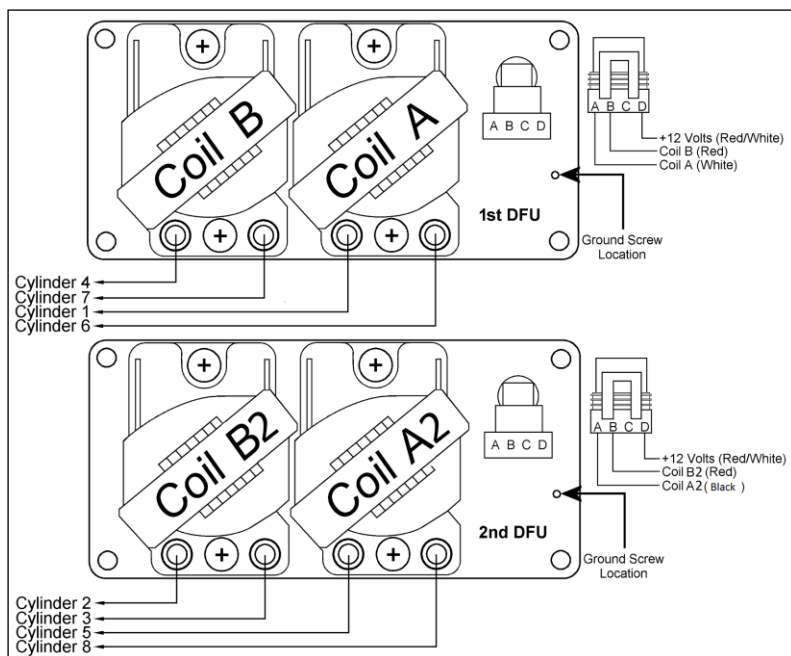 Coil B
Coil A
A B C D
A B C D
+12 Volts (Red/White)
Coil B (Red)
Coil A (White)
1st DFU
Ground Screw
Location
Cylinder 4
Cylinder 7
Cylinder 1
Cylinder 6
Coil B2
Coil A2
A B C D
A B C D
+12 Volts (Red/White)
Coil B2 (Red)
Coil A2 ( Black )
2nd DFU
Ground Screw
Location
Cylinder 2
Cylinder 3
Cylinder 5
Cylinder 8